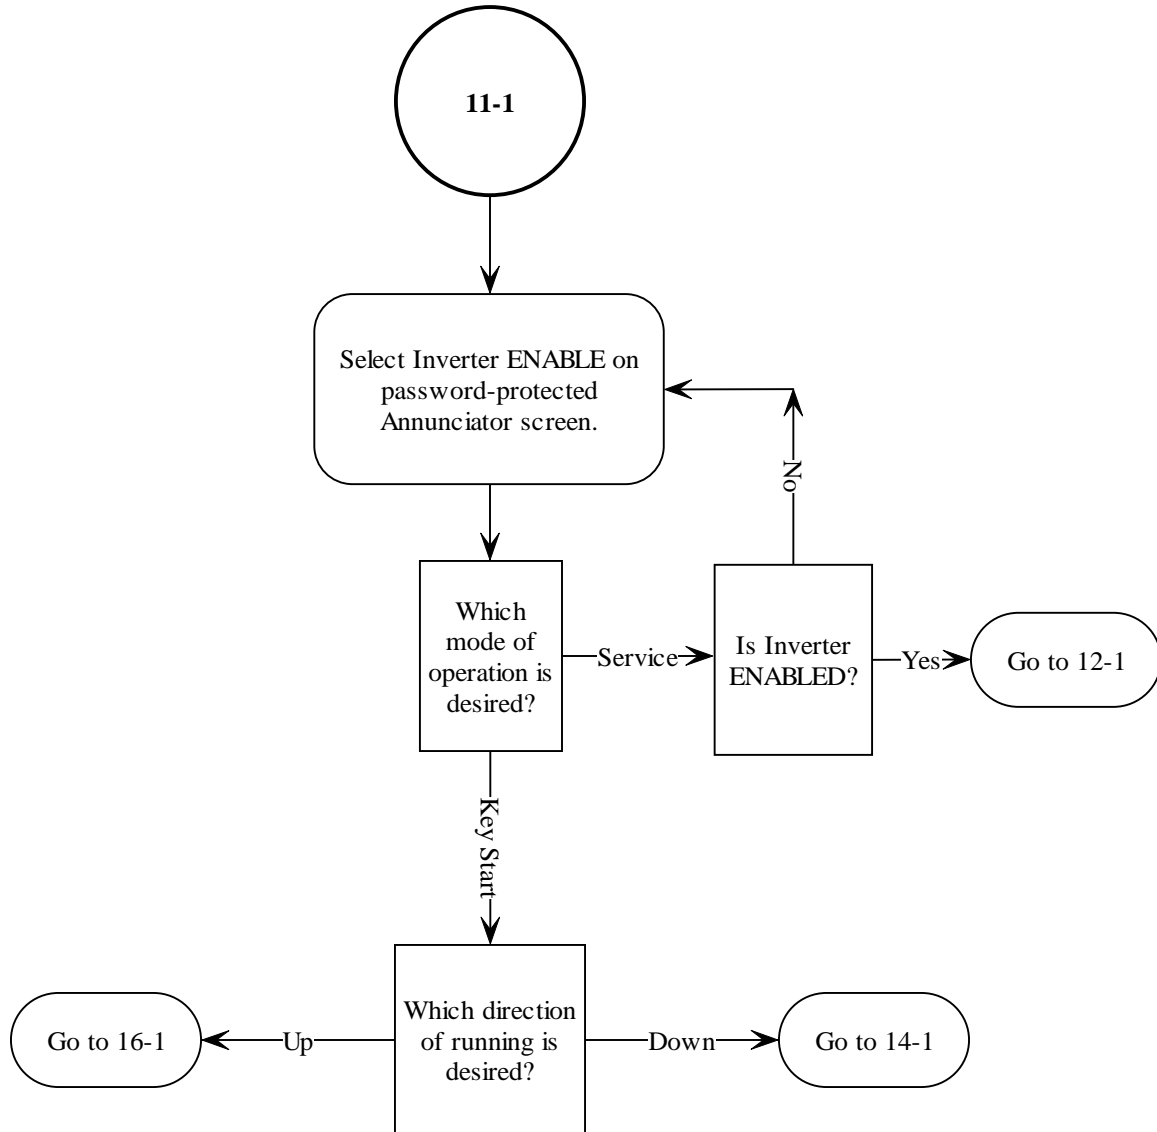 11-1
Select Inverter ENABLE on
password-protected
Annunciator screen.
No
Which
mode of
operation is
desired?
Service
Is Inverter
ENABLED?
Yes
Go to 12-1
Key Start
Go to 16-1
Up
Which direction
of running is
desired?
Down
Go to 14-1